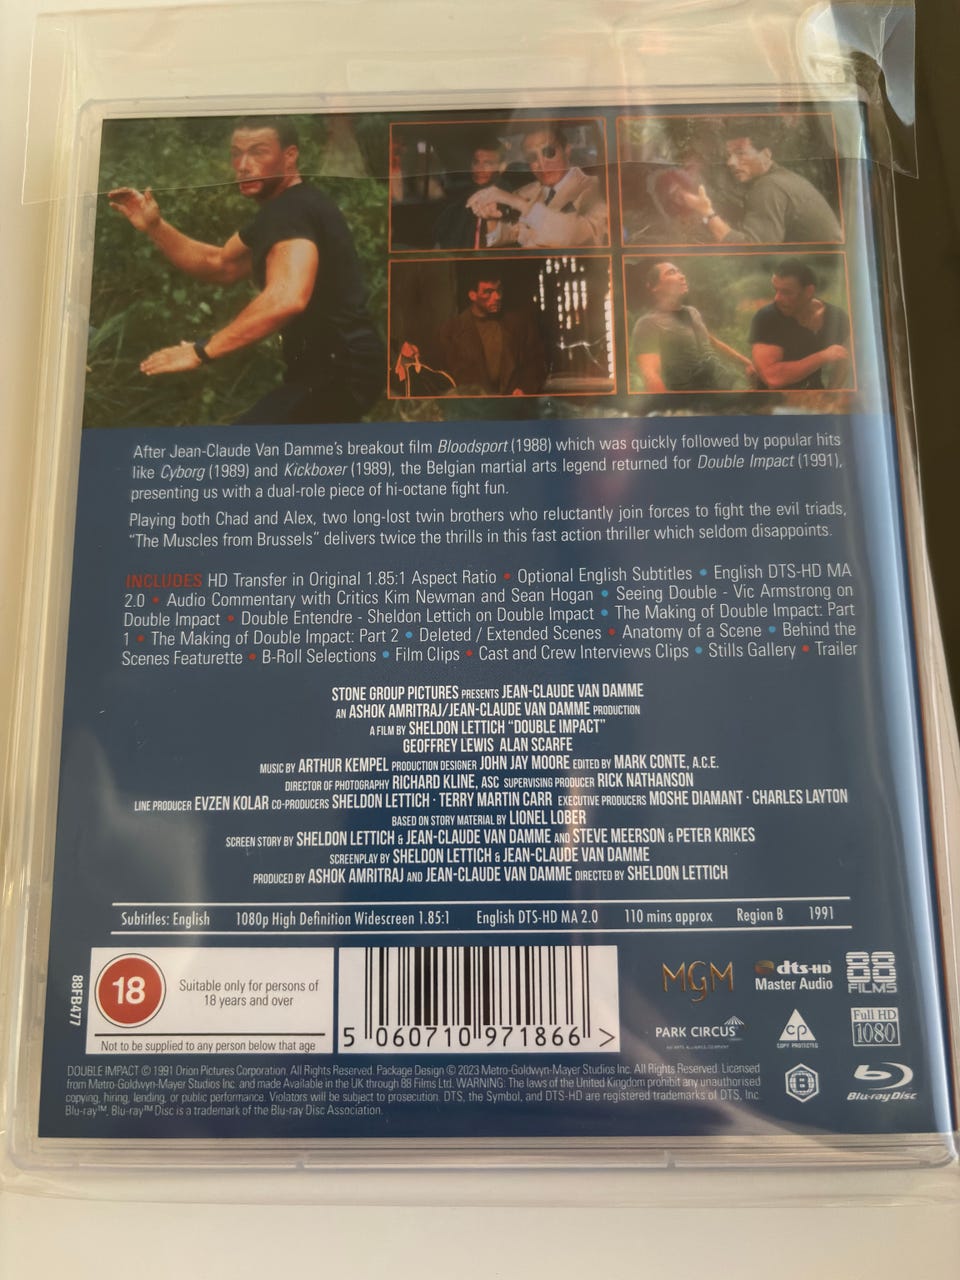 After Jean-Claude Van Damme's breakout film Bloodsport (1988) which was quickly followed by popular hits
like Cyborg (1989) and Kickboxer (1989), the Belgian martial arts legend returned for Double Impact (1991),
presenting us with a dual-role piece of hi-octane fight fun.
Playing both Chad and Alex, two long-lost twin brothers who reluctantly join forces to fight the evil triads,
"The Muscles from Brussels" delivers twice the thrills in this fast action thriller which seldom disappoints.
INCLUDES HD Transfer in Original 1.85:1 Aspect Ratio • Optional English Subtitles • English DTS-HD MA
2.0 • Audio Commentary with Critics Kim Newman and Sean Hogan • Seeing Double - Vic Armstrong on
Double Impact • Double Entendre - Sheldon Lettich on Double Impact • The Making of Double Impact: Part
1 • The Making of Double Impact: Part 2 • Deleted / Extended Scenes • Anatomy of a Scene • Behind the
Scenes Featurette • B-Roll Selections • Film Clips • Cast and Crew Interviews Clips • Stills Gallery • Trailer
STONE GROUP PICTURES PRESENTS JEAN-CLAUDE VAN DAMME
AN ASHOK AMRITRAJ/JEAN-CLAUDE VAN DAMME PRODUCTION
A FILM BY SHELDON LETTICH "DOUBLE IMPACT"
GEOFFREY LEWIS ALAN SCARFE
MUSIC BY ARTHUR KEMPEL PRODUCTION DESIGNER JOHN JAY MOORE EDITED BY MARK CONTE, A.C.E.
DIRECTOR OF PHOTOGRAPHY RICHARD KLINE, ASC SUPERVISING PRODUCER RICK NATHANSON
LINE PRODUCER EVZEN KOLAR CO-PRODUCERS SHELDON LETTICH · TERRY MARTIN CARR EXECUTIVE PRODUCERS MOSHE DIAMANT · CHARLES LAYTON
BASED ON STORY MATERIAL BY LIONEL LOBER
SCREEN STORY BY SHELDON LETTICH & JEAN-CLAUDE VAN DAMME AND STEVE MEERSON & PETER KRIKES
SCREENPLAY BY SHELDON LETTICH & JEAN-CLAUDE VAN DAMME
PRODUCED BY ASHOK AMRITRAJ AND JEAN-CLAUDE VAN DAMME DIRECTED BY SHELDON LETTICH
Subtitles: English 1080p High Definition Widescreen 1.85:1 English DTS-HD MA 2.0 110 mins approx Region B 1991
88FB477
18
Suitable only for persons of
18 years and over
Not to be supplied to any person below that age
5 060710 971866 >
MGM
dts-HD
Master Audio
88
FILMS
PARK CIRCUS
AN ARTS ALLIANCE COMPANY
CP
COPY PROTECTED
Full HD
1080
B
Blu-ray Disc
DOUBLE IMPACT © 1991 Orion Pictures Corporation. All Rights Reserved. Package Design © 2023 Metro-Goldwyn-Mayer Studios Inc. All Rights Reserved. Licensed
from Metro-Goldwyn-Mayer Studios Inc. and made Available in the UK through 88 Films Ltd. WARNING: The laws of the United Kingdom prohibit any unauthorised
copying, hiring, lending, or public performance. Violators will be subject to prosecution. DTS, the Symbol, and DTS-HD are registered trademarks of DTS, Inc.
Blu-ray™, Blu-ray™ Disc is a trademark of the Blu-ray Disc Association.